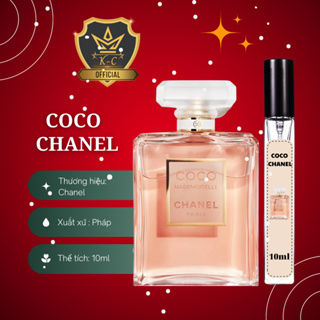 K-C
OFFICIAL
COCO
CHANEL
Thương hiệu:
Chanel
Xuất xứ : Pháp
Thể tích: 10ml
COCO
MADEMOISELLE
CHANEL
PARIS
COCO
CHANEL
10ml